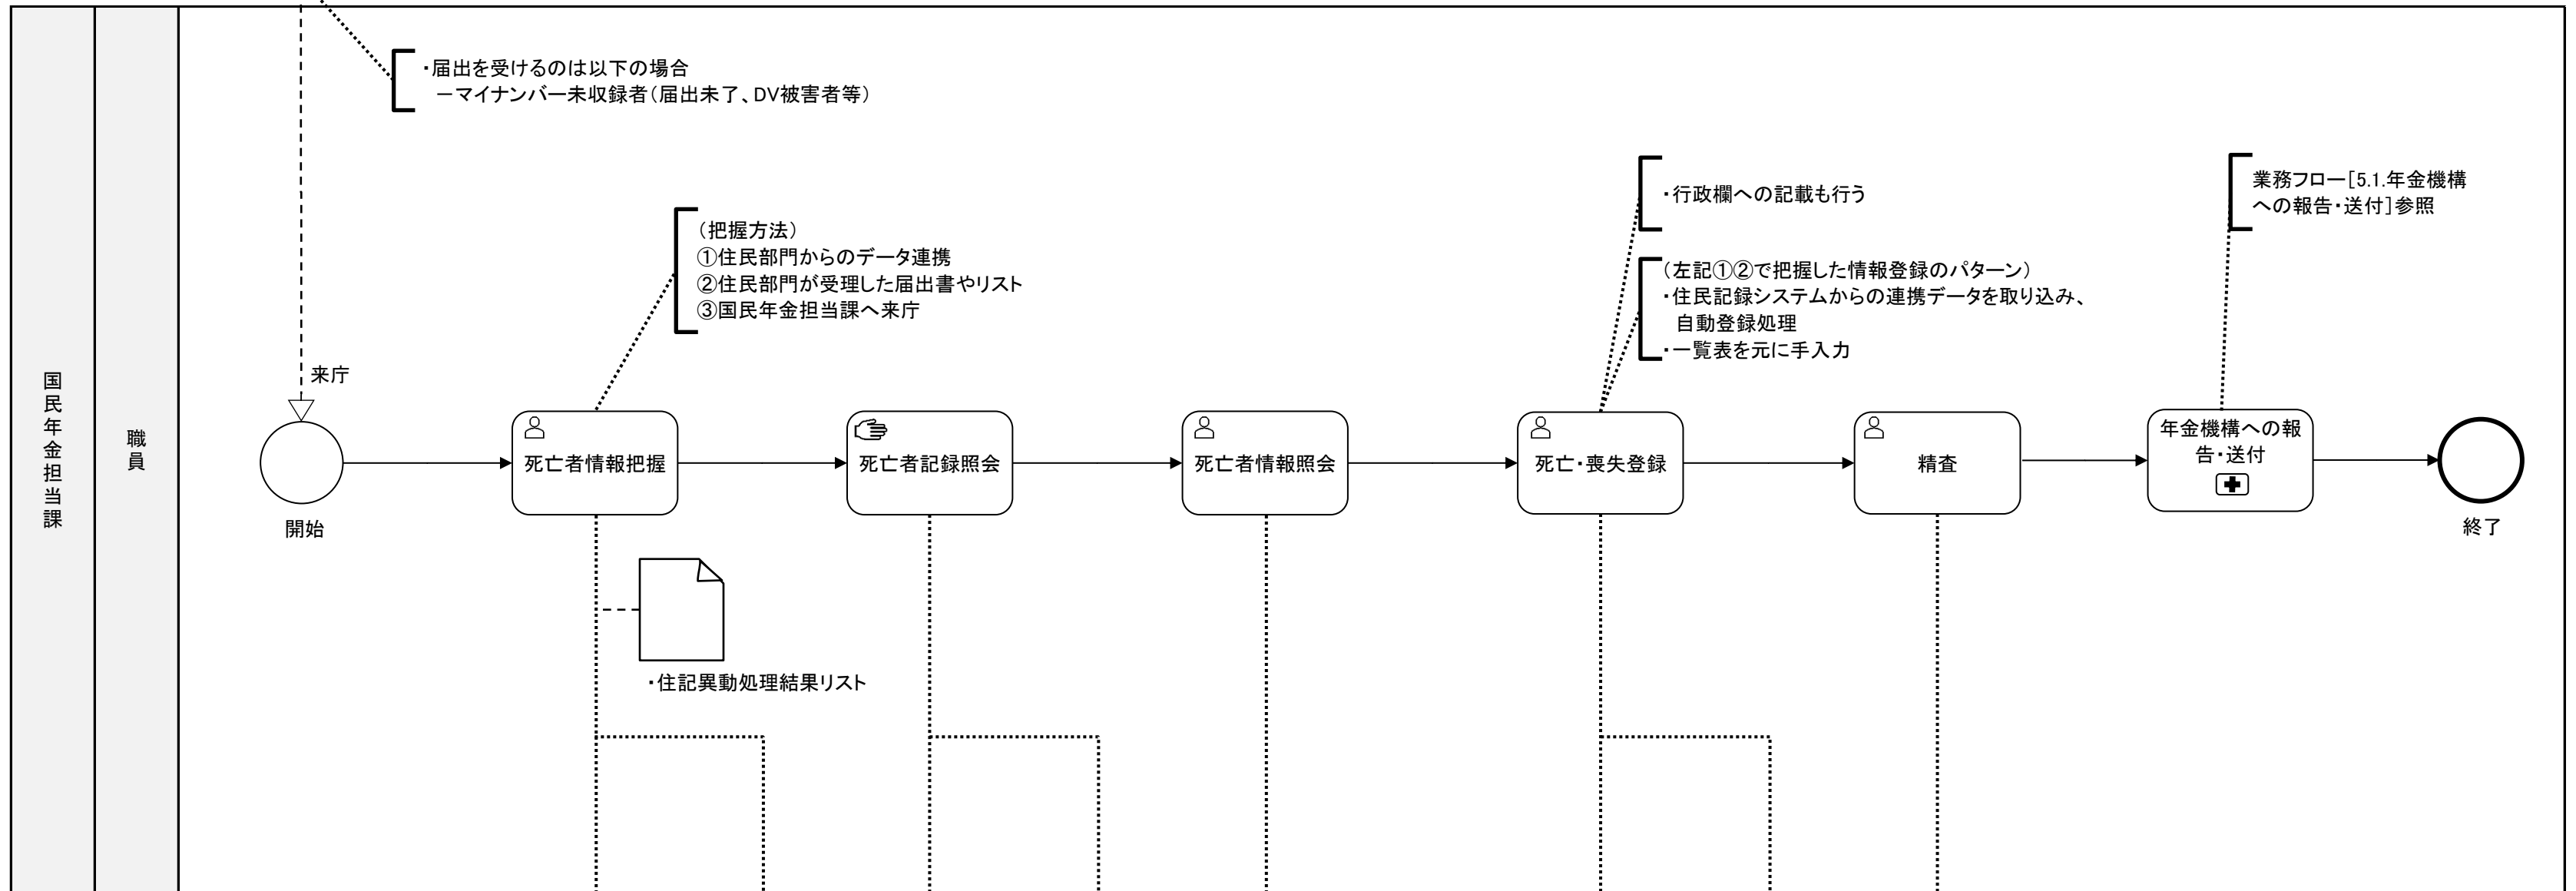 国民年金担当課
職員
・届出を受けるのは以下の場合
－マイナンバー未収録者（届出未了、DV被害者等）
来庁
開始
（把握方法）
①住民部門からのデータ連携
②住民部門が受理した届出書やリスト
③国民年金担当課へ来庁
死亡者情報把握
・住記異動処理結果リスト
死亡者記録照会
死亡者情報照会
・行政欄への記載も行う
（左記①②で把握した情報登録のパターン）
・住民記録システムからの連携データを取り込み、
自動登録処理
・一覧表を元に手入力
死亡・喪失登録
精査
業務フロー［5.1.年金機構
への報告・送付］参照
年金機構への報
告・送付
終了